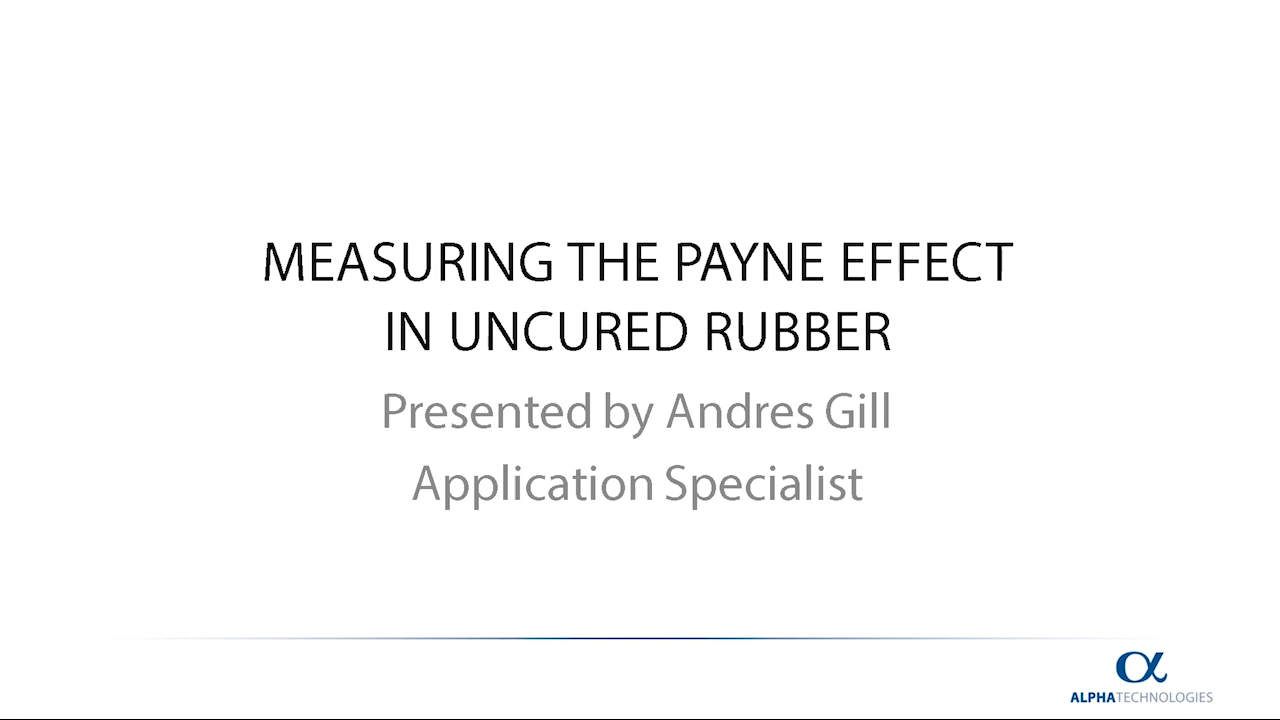 MEASURING THE PAYNE EFFECT
IN UNCURED RUBBER
Presented by Andres Gill
Application Specialist
α
ALPHATECHNOLOGIES